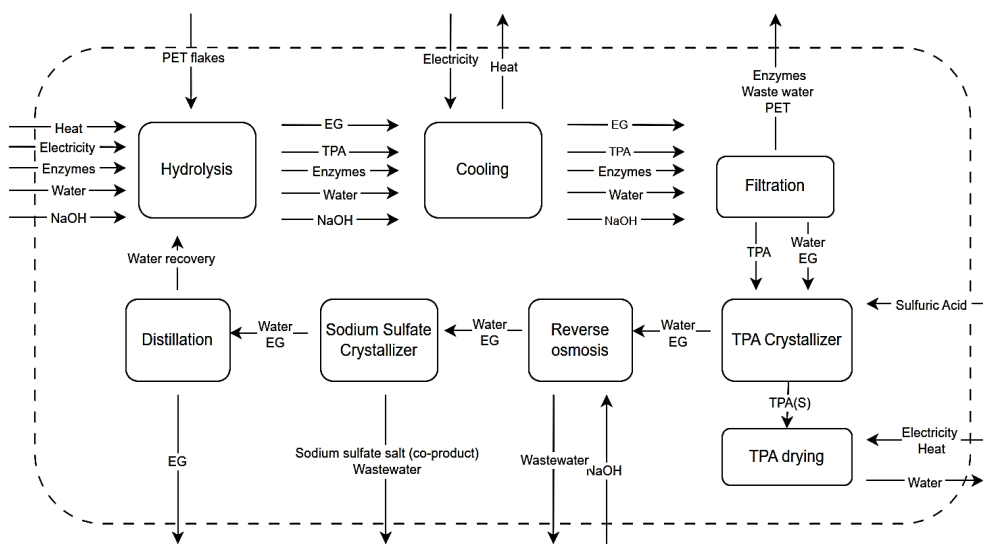 PET flakes
Electricity
Heat
Enzymes
Waste water
PET
Heat
Electricity
Enzymes
Water
NaOH
Hydrolysis
EG
TPA
Enzymes
Water
NaOH
Cooling
EG
TPA
Enzymes
Water
NaOH
Filtration
Water recovery
TPA
Water
EG
Sulfuric Acid
Distillation
Water
EG
Sodium Sulfate
Crystallizer
Water
EG
Reverse
osmosis
Water
EG
TPA Crystallizer
TPA(S)
EG
Sodium sulfate salt (co-product)
Wastewater
Wastewater
NaOH
TPA drying
Electricity
Heat
Water